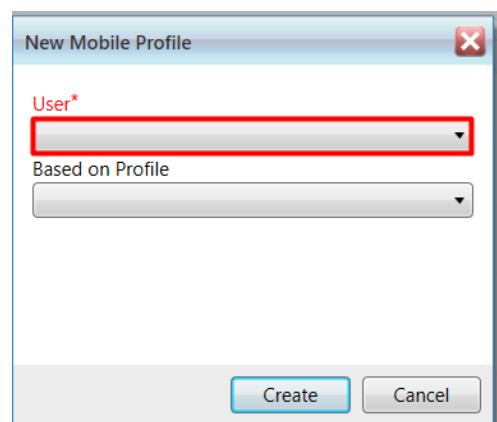 New Mobile Profile
User*
Based on Profile
Create
Cancel